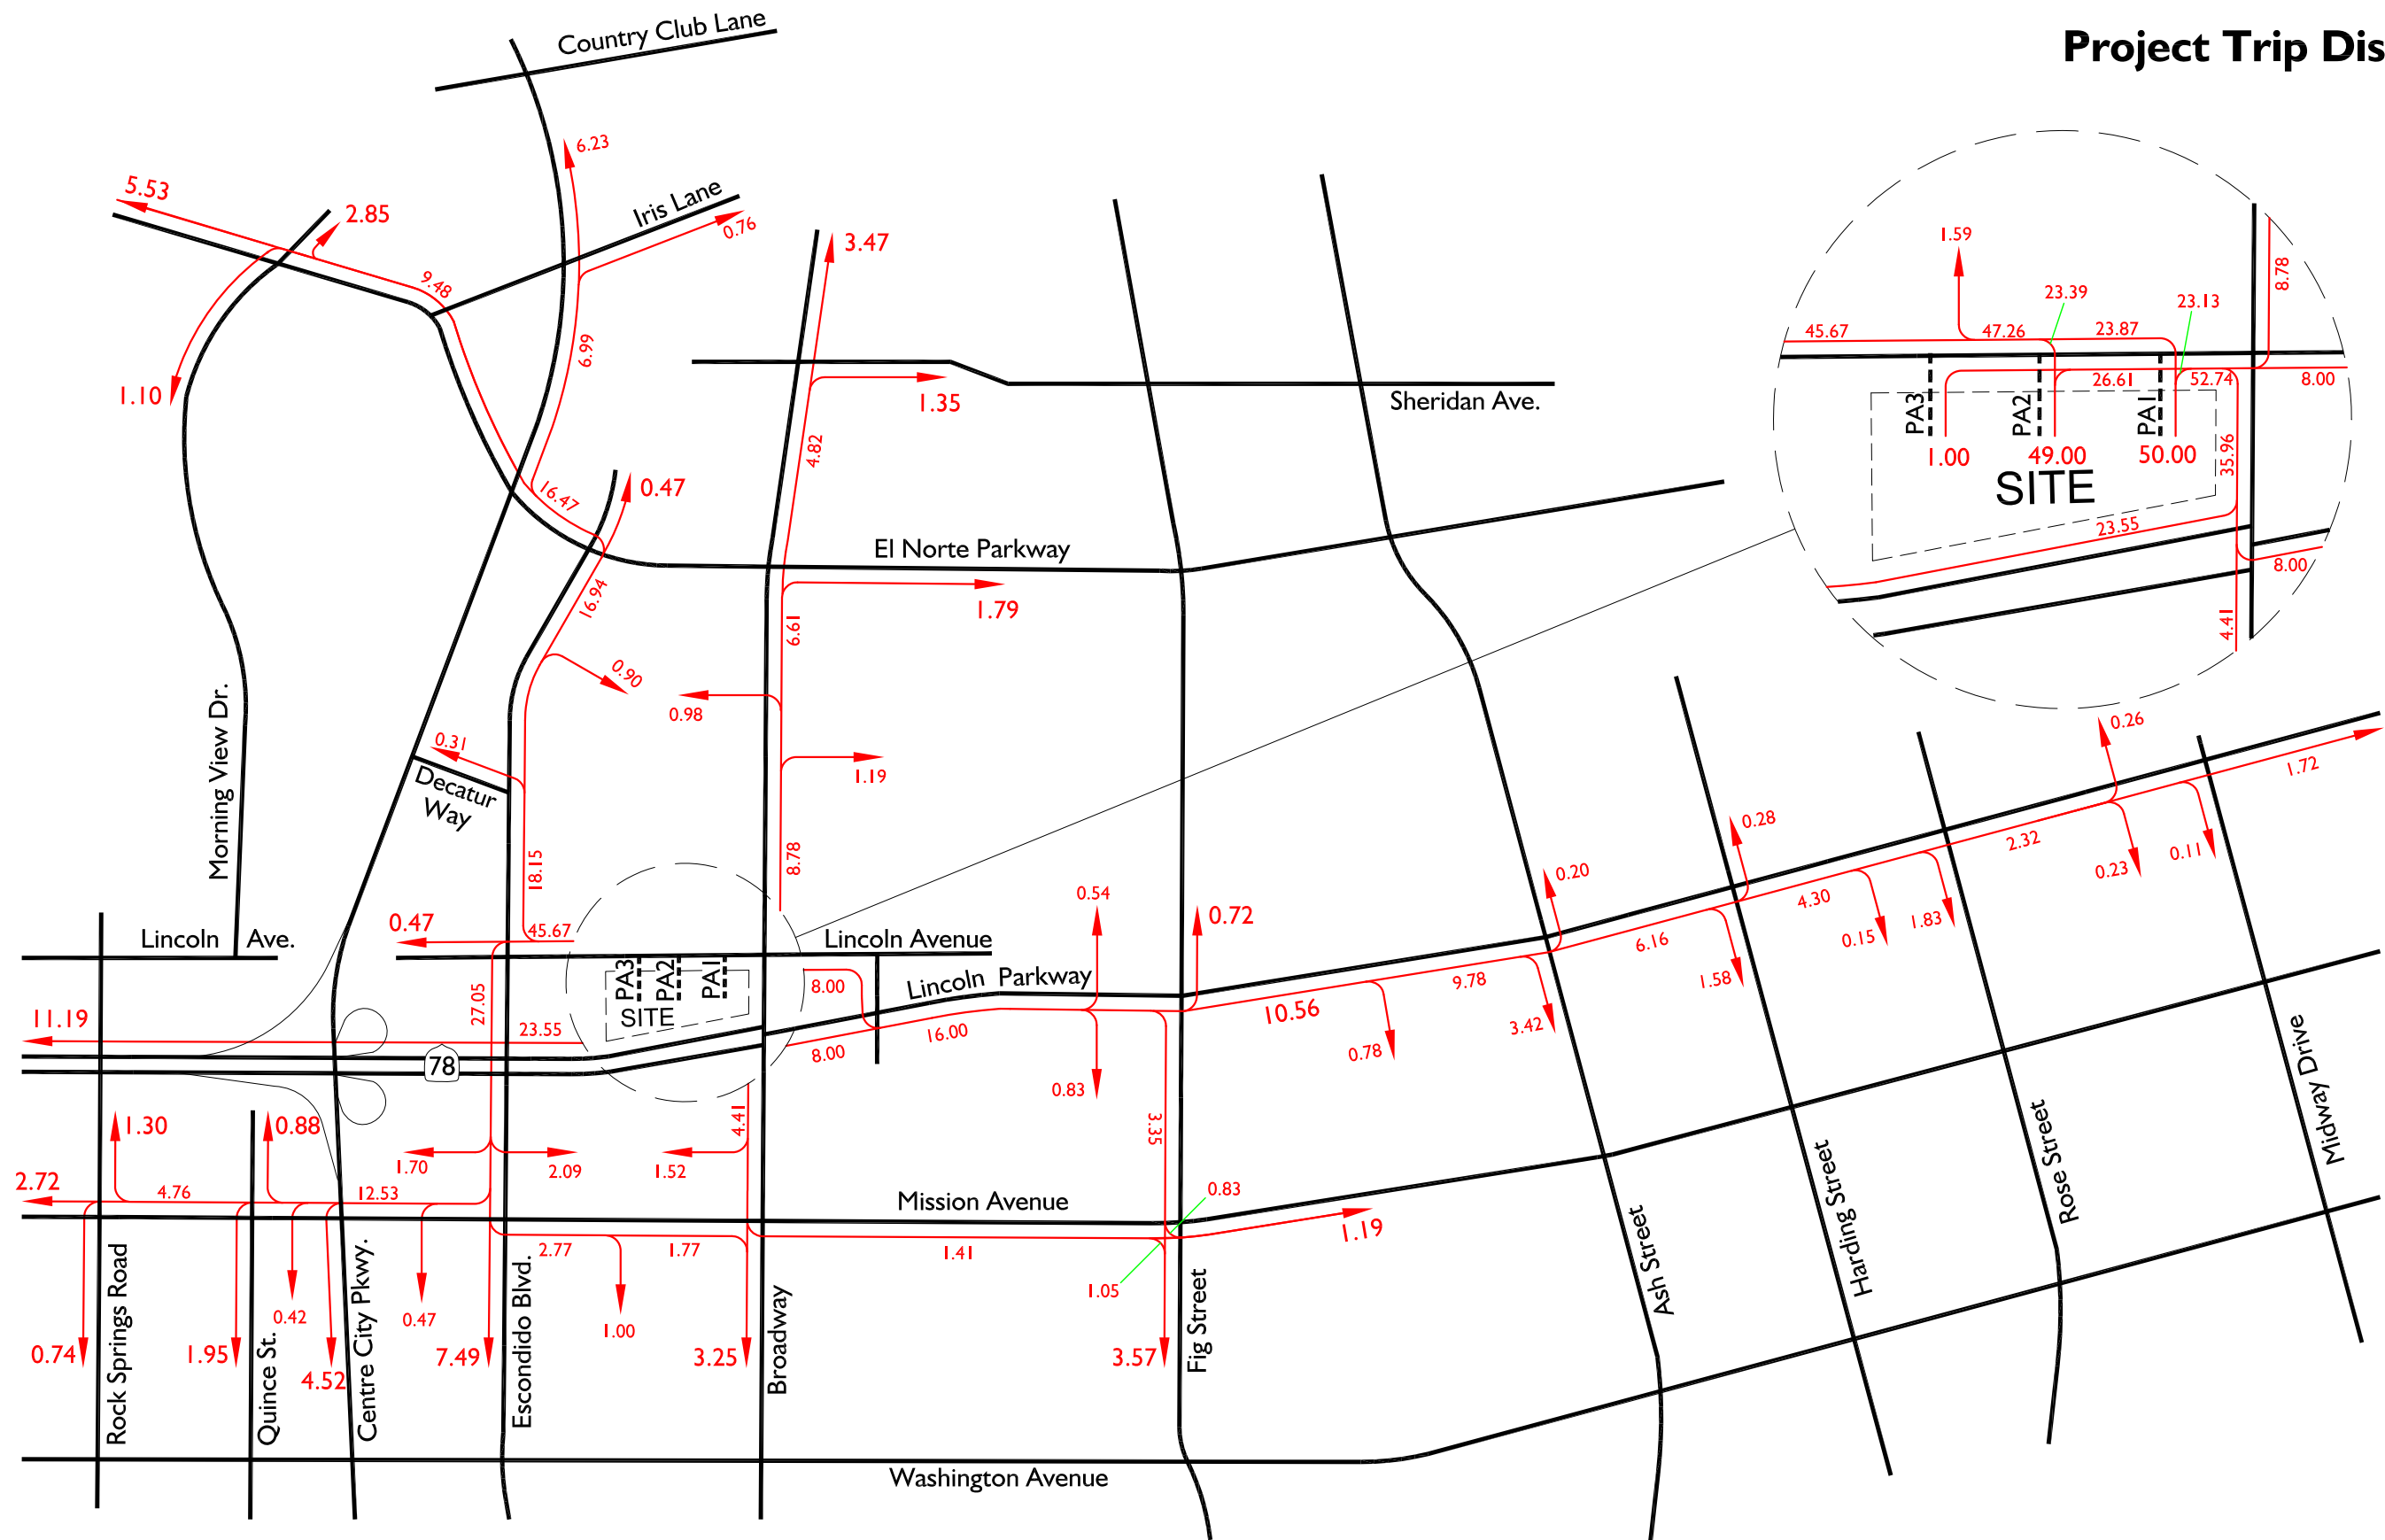 Project Trip Dis
Country Club Lane
6.23
Iris Lane
0.76
5.53
2.85
9.48
1.10
6.99
16.47
0.47
16.94
0.90
0.31
Decatur
Way
18.15
Morning View Dr.
3.47
1.35
Sheridan Ave.
4.82
El Norte Parkway
1.79
6.61
0.98
1.19
8.78
1.59
45.67
47.26
23.39
23.87
23.13
8.78
26.61
52.74
8.00
PA3
PA2
PA1
1.00
49.00
50.00
35.96
SITE
23.55
8.00
4.41
Lincoln Ave.
0.47
45.67
Lincoln Avenue
PA3
PA2
PA1
SITE
8.00
Lincoln Parkway
16.00
8.00
11.19
23.55
27.05
78
0.54
0.72
0.83
10.56
0.78
9.78
3.42
0.20
6.16
1.58
0.28
4.30
0.15
1.83
2.32
0.26
0.23
0.11
1.72
1.30
0.88
2.72
4.76
12.53
1.70
2.09
1.52
4.41
3.35
Mission Avenue
0.83
1.19
2.77
1.77
1.41
1.05
0.42
0.47
1.00
0.74
1.95
4.52
7.49
3.25
3.57
Rock Springs Road
Quince St.
Centre City Pkwy.
Escondido Blvd.
Broadway
Fig Street
Ash Street
Harding Street
Rose Street
Midway Drive
Washington Avenue